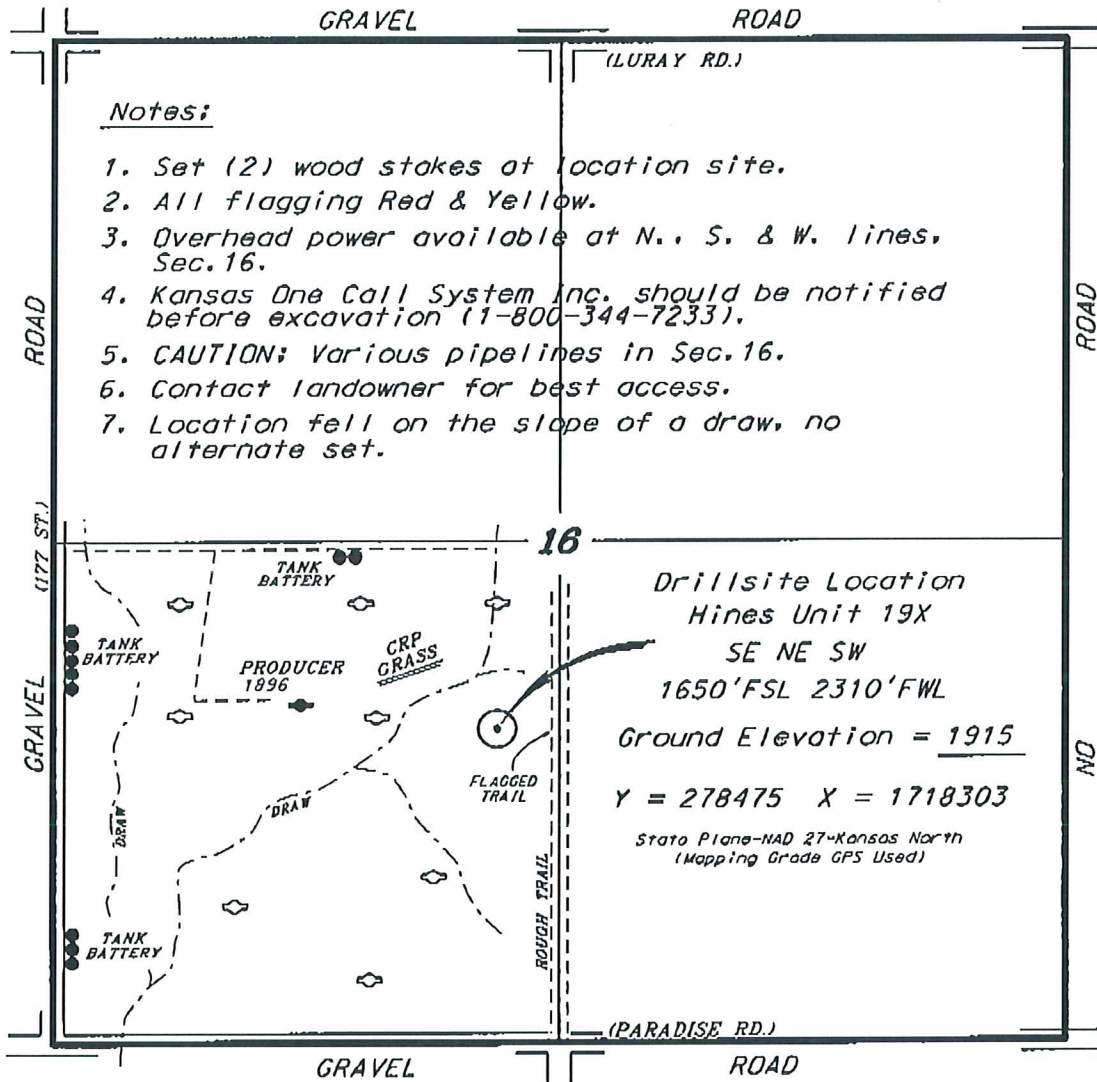 GRAVEL ROAD
(LURAY RD.)
Notes:
1. Set (2) wood stakes at location site.
2. All flagging Red & Yellow.
3. Overhead power available at N., S. & W. lines,
Sec. 16.
4. Kansas One Call System Inc. should be notified
before excavation (1-800-344-7233).
5. CAUTION: Various pipelines in Sec. 16.
6. Contact landowner for best access.
7. Location fell on the slope of a draw, no
alternate set.
ROAD
(177 ST.)
GRAVEL
ROAD
NO
16
TANK
BATTERY
TANK
BATTERY
PRODUCER
1896
CRP
GRASS
Drillsite Location
Hines Unit 19X
SE NE SW
1650'FSL 2310'FWL
Ground Elevation = 1915
Y = 278475 X = 1718303
State Plane-NAD 27-Kansas North
(Mapping Grade GPS Used)
FLAGGED
TRAIL
DRAW
DRAW
ROUGH TRAIL
TANK
BATTERY
(PARADISE RD.)
GRAVEL ROAD